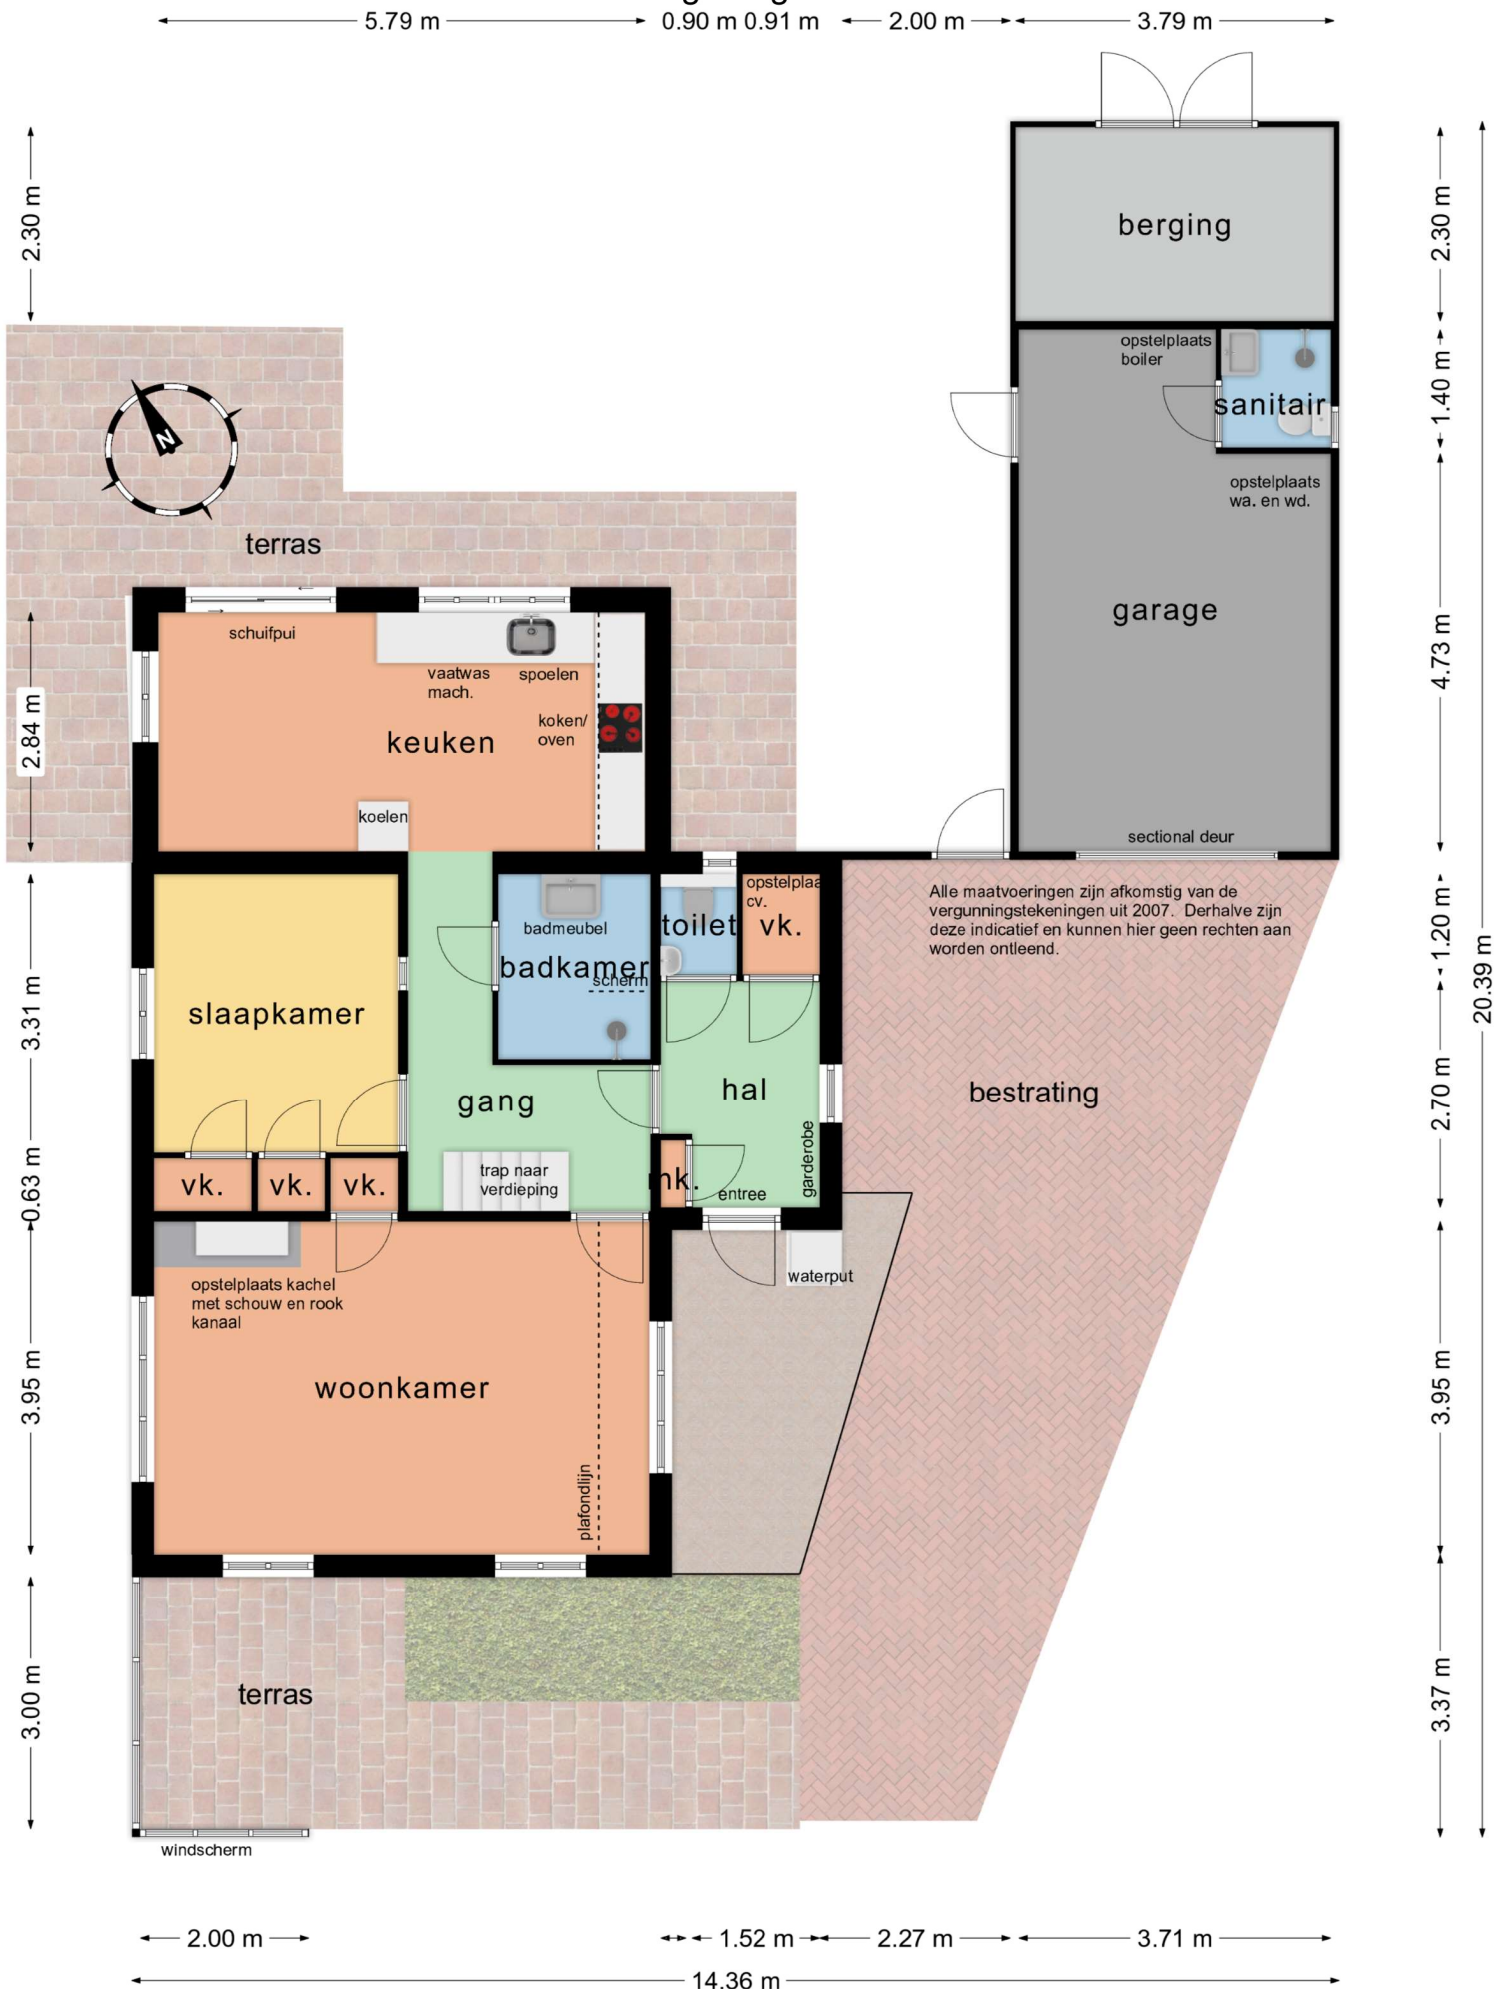 5.79 m
0.90 m 0.91 m
2.00 m
3.79 m
2.30 m
2.30 m
berging
opstelplaats
boiler
1.40 m
sanitair
N
opstelplaats
wa. en wd.
terras
garage
4.73 m
schuifpui
vaatwas
mach.
spoelen
koken/
oven
keuken
2.84 m
koelen
sectional deur
opstelplaa
cv.
Alle maatvoeringen zijn afkomstig van de
vergunningstekeningen uit 2007. Derhalve zijn
deze indicatief en kunnen hier geen rechten aan
worden ontleend.
1.20 m
toilet
vk.
badmeubel
badkamer
scherm
20.39 m
3.31 m
slaapkamer
hal
bestrating
gang
2.70 m
garderobe
trap naar
verdieping
mk.
entree
0.63 m
vk.
vk.
vk.
waterput
opstelplaats kachel
met schouw en rook
kanaal
woonkamer
3.95 m
3.95 m
plafondlijn
terras
3.00 m
3.37 m
windscherm
2.00 m
1.52 m
2.27 m
3.71 m
14.36 m